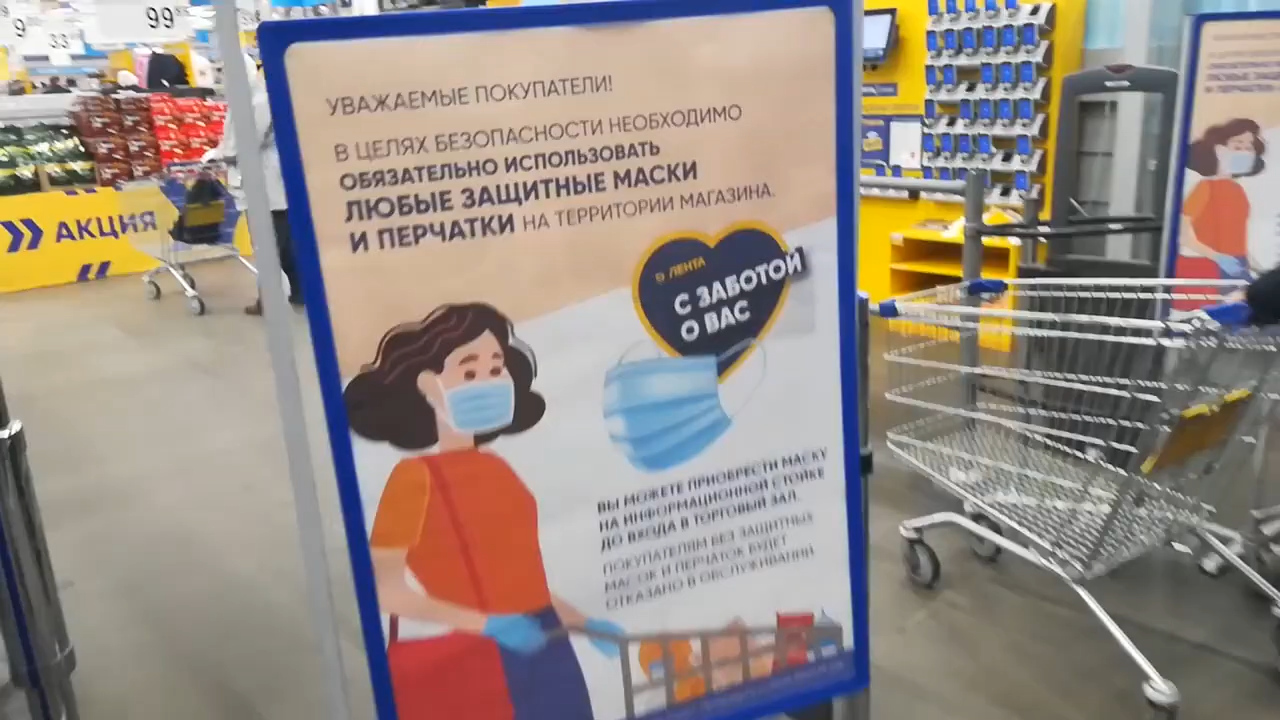 9
33
99
АКЦИЯ
УВАЖАЕМЫЕ ПОКУПАТЕЛИ!
В ЦЕЛЯХ БЕЗОПАСНОСТИ НЕОБХОДИМО
ОБЯЗАТЕЛЬНО ИСПОЛЬЗОВАТЬ
ЛЮБЫЕ ЗАЩИТНЫЕ МАСКИ
И ПЕРЧАТКИ НА ТЕРРИТОРИИ МАГАЗИНА.
ЛЕНТА
С ЗАБОТОЙ
О ВАС
ВЫ МОЖЕТЕ ПРИОБРЕСТИ МАСКУ
НА ИНФОРМАЦИОННОЙ СТОЙКЕ
ДО ВХОДА В ТОРГОВЫЙ ЗАЛ.
ПОКУПАТЕЛЯМ БЕЗ ЗАЩИТНЫХ
МАСОК И ПЕРЧАТОК БУДЕТ
ОТКАЗАНО В ОБСЛУЖИВАНИИ